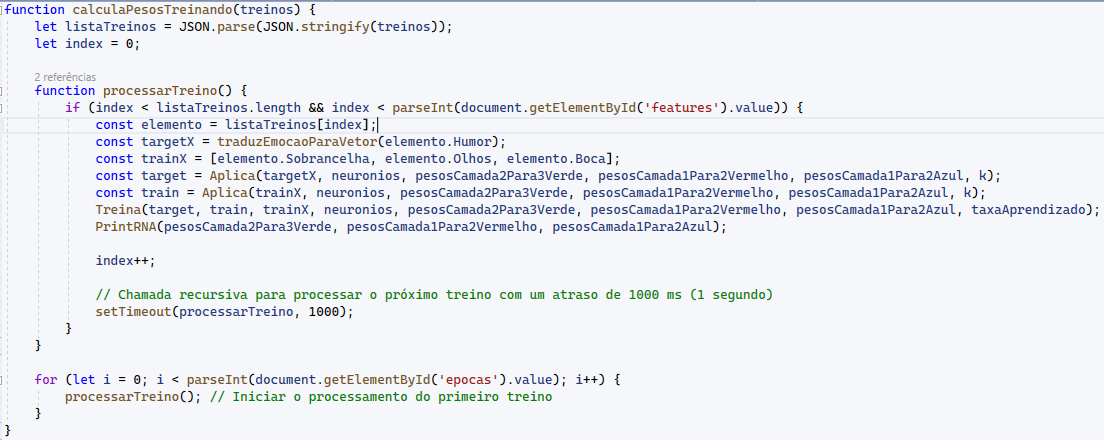 function calculaPesosTreinando(treinos) {
    let listaTreinos = JSON.parse(JSON.stringify(treinos));
    let index = 0;

    2 referências
    function processarTreino() {
        if (index < listaTreinos.length && index < parseInt(document.getElementById('features').value)) {
            const elemento = listaTreinos[index];
            const targetX = traduzEmocaoParaVetor(elemento.Humor);
            const trainX = [elemento.Sobrancelha, elemento.Olhos, elemento.Boca];
            const target = Aplica(targetX, neuronios, pesosCamada2Para3Verde, pesosCamada1Para2Vermelho, pesosCamada1Para2Azul, k);
            const train = Aplica(trainX, neuronios, pesosCamada2Para3Verde, pesosCamada1Para2Vermelho, pesosCamada1Para2Azul, k);
            Treina(target, train, trainX, neuronios, pesosCamada2Para3Verde, pesosCamada1Para2Vermelho, pesosCamada1Para2Azul, taxaAprendizado);
            PrintRNA(pesosCamada2Para3Verde, pesosCamada1Para2Vermelho, pesosCamada1Para2Azul);

            index++;

            // Chamada recursiva para processar o próximo treino com um atraso de 1000 ms (1 segundo)
            setTimeout(processarTreino, 1000);
        }
    }

    for (let i = 0; i < parseInt(document.getElementById('epocas').value); i++) {
        processarTreino(); // Iniciar o processamento do primeiro treino
    }
}